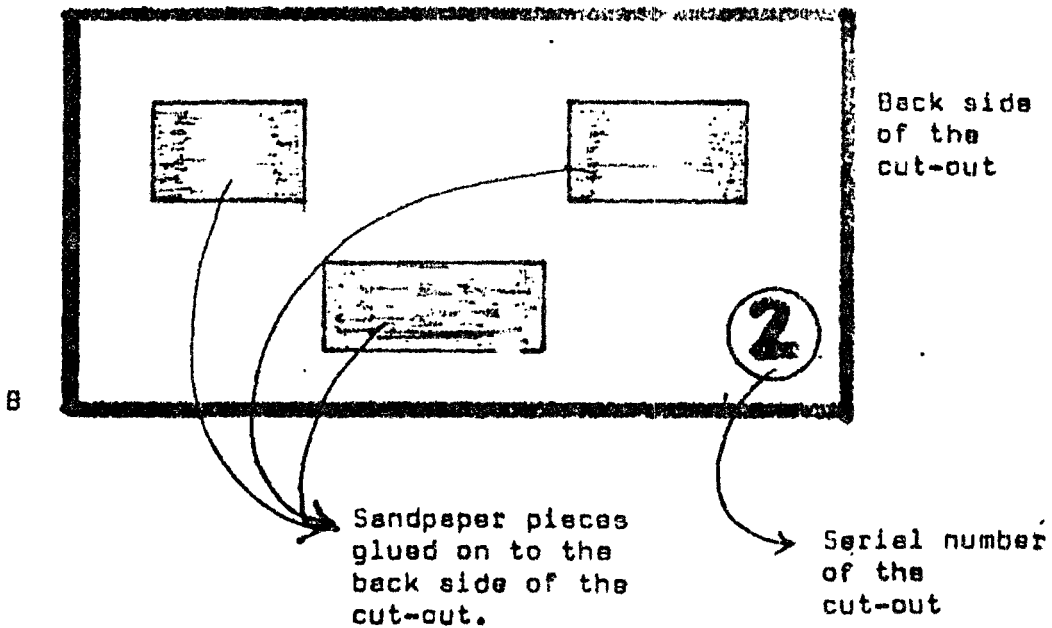 Back side
of the
cut-out
2
B
Sandpaper pieces
glued on to the
back side of the
cut-out.
Serial number
of the
cut-out